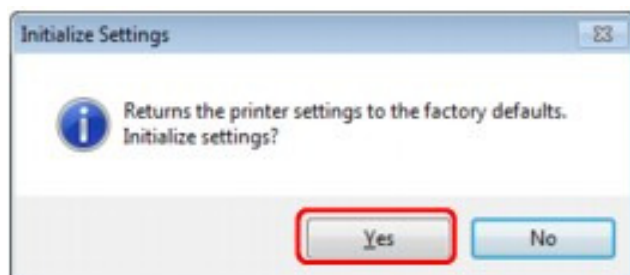 Initialize Settings
Returns the printer settings to the factory defaults.
Initialize settings?
Yes
No